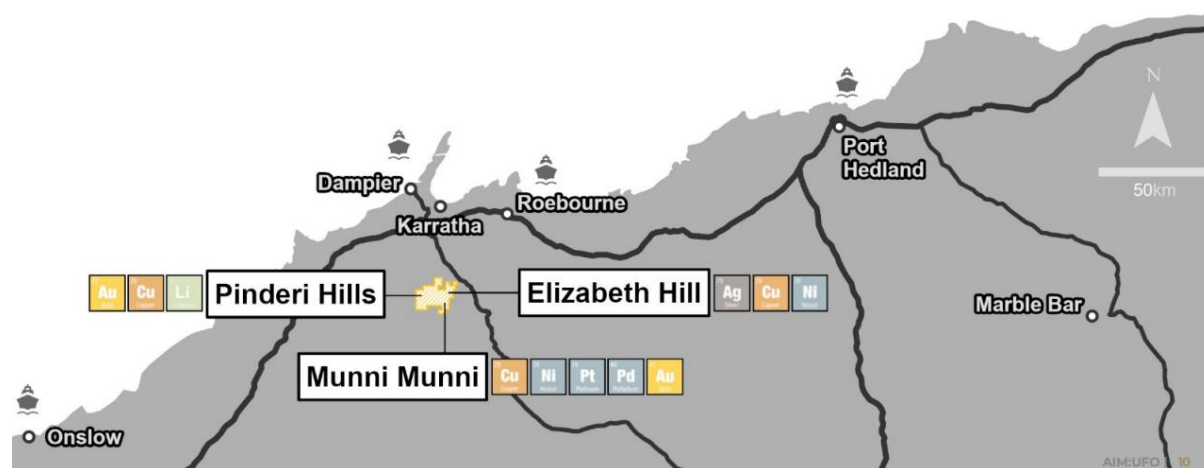 N
50km
Port
Hedland
Dampier
Roebourne
Karratha
Au Cu Li Pinderi Hills
Elizabeth Hill Ag Cu Ni
Marble Bar
Munni Munni Cu Ni Pt Pd Au
Onslow
AIM:UFO | 10